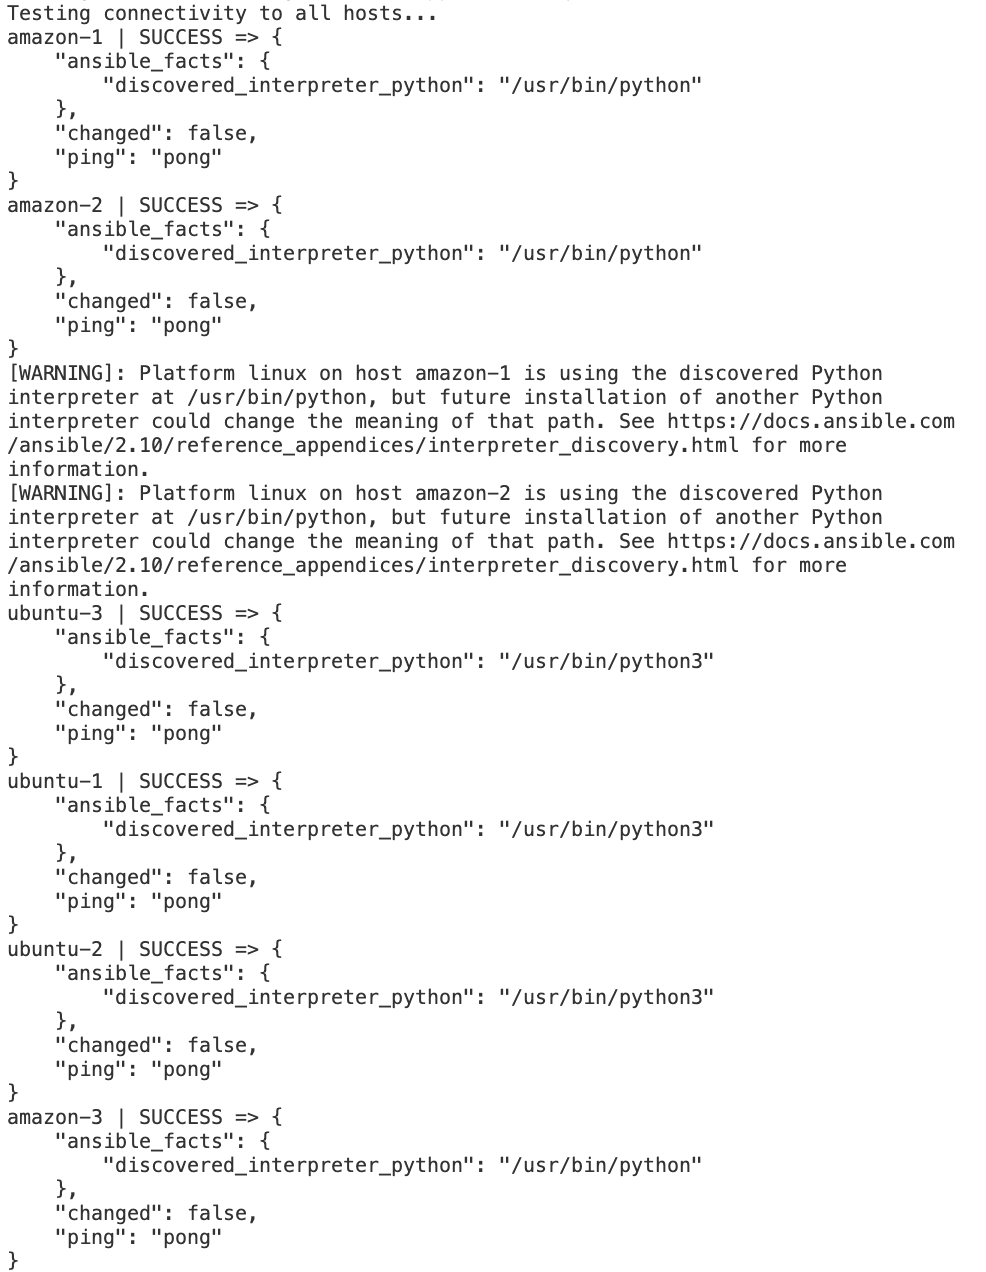 Testing connectivity to all hosts...
amazon-1 | SUCCESS => {
    "ansible_facts": {
        "discovered_interpreter_python": "/usr/bin/python"
    },
    "changed": false,
    "ping": "pong"
}
amazon-2 | SUCCESS => {
    "ansible_facts": {
        "discovered_interpreter_python": "/usr/bin/python"
    },
    "changed": false,
    "ping": "pong"
}
[WARNING]: Platform linux on host amazon-1 is using the discovered Python
interpreter at /usr/bin/python, but future installation of another Python
interpreter could change the meaning of that path. See https://docs.ansible.com
/ansible/2.10/reference_appendices/interpreter_discovery.html for more
information.
[WARNING]: Platform linux on host amazon-2 is using the discovered Python
interpreter at /usr/bin/python, but future installation of another Python
interpreter could change the meaning of that path. See https://docs.ansible.com
/ansible/2.10/reference_appendices/interpreter_discovery.html for more
information.
ubuntu-3 | SUCCESS => {
    "ansible_facts": {
        "discovered_interpreter_python": "/usr/bin/python3"
    },
    "changed": false,
    "ping": "pong"
}
ubuntu-1 | SUCCESS => {
    "ansible_facts": {
        "discovered_interpreter_python": "/usr/bin/python3"
    },
    "changed": false,
    "ping": "pong"
}
ubuntu-2 | SUCCESS => {
    "ansible_facts": {
        "discovered_interpreter_python": "/usr/bin/python3"
    },
    "changed": false,
    "ping": "pong"
}
amazon-3 | SUCCESS => {
    "ansible_facts": {
        "discovered_interpreter_python": "/usr/bin/python"
    },
    "changed": false,
    "ping": "pong"
}